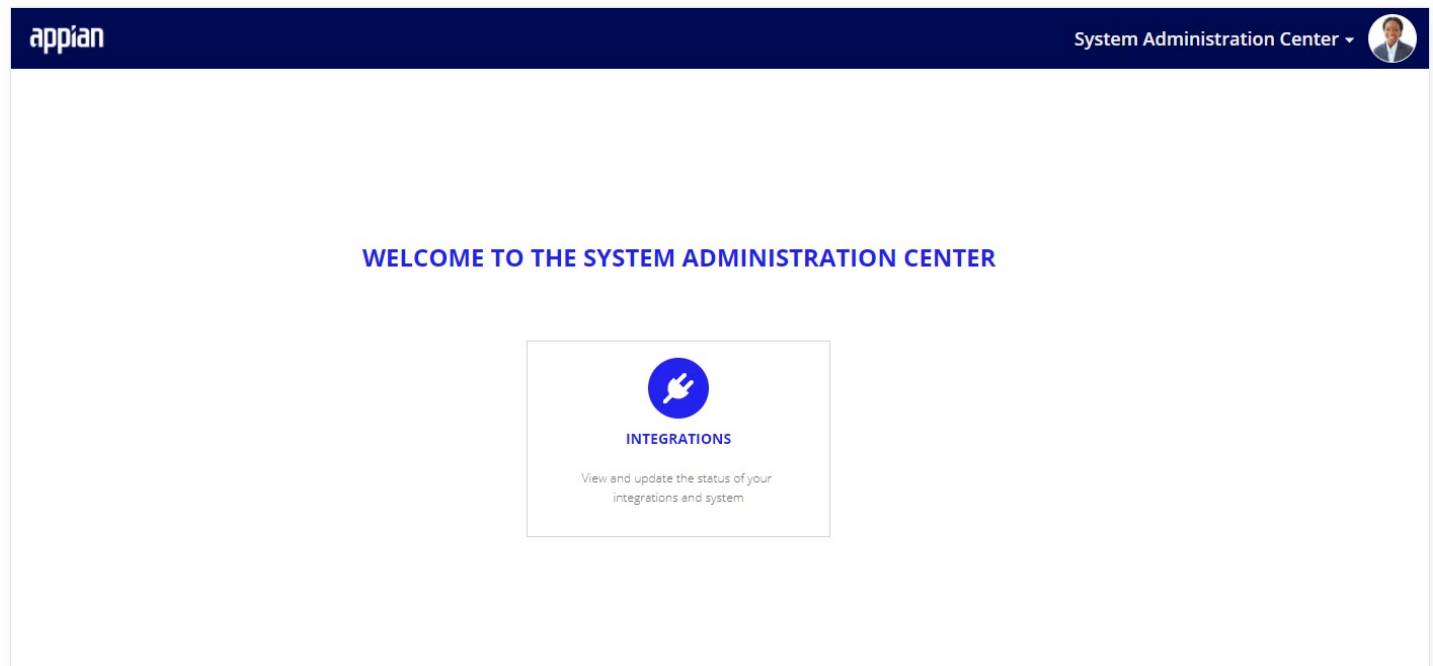 appian
System Administration Center
WELCOME TO THE SYSTEM ADMINISTRATION CENTER
INTEGRATIONS
View and update the status of your
integrations and system